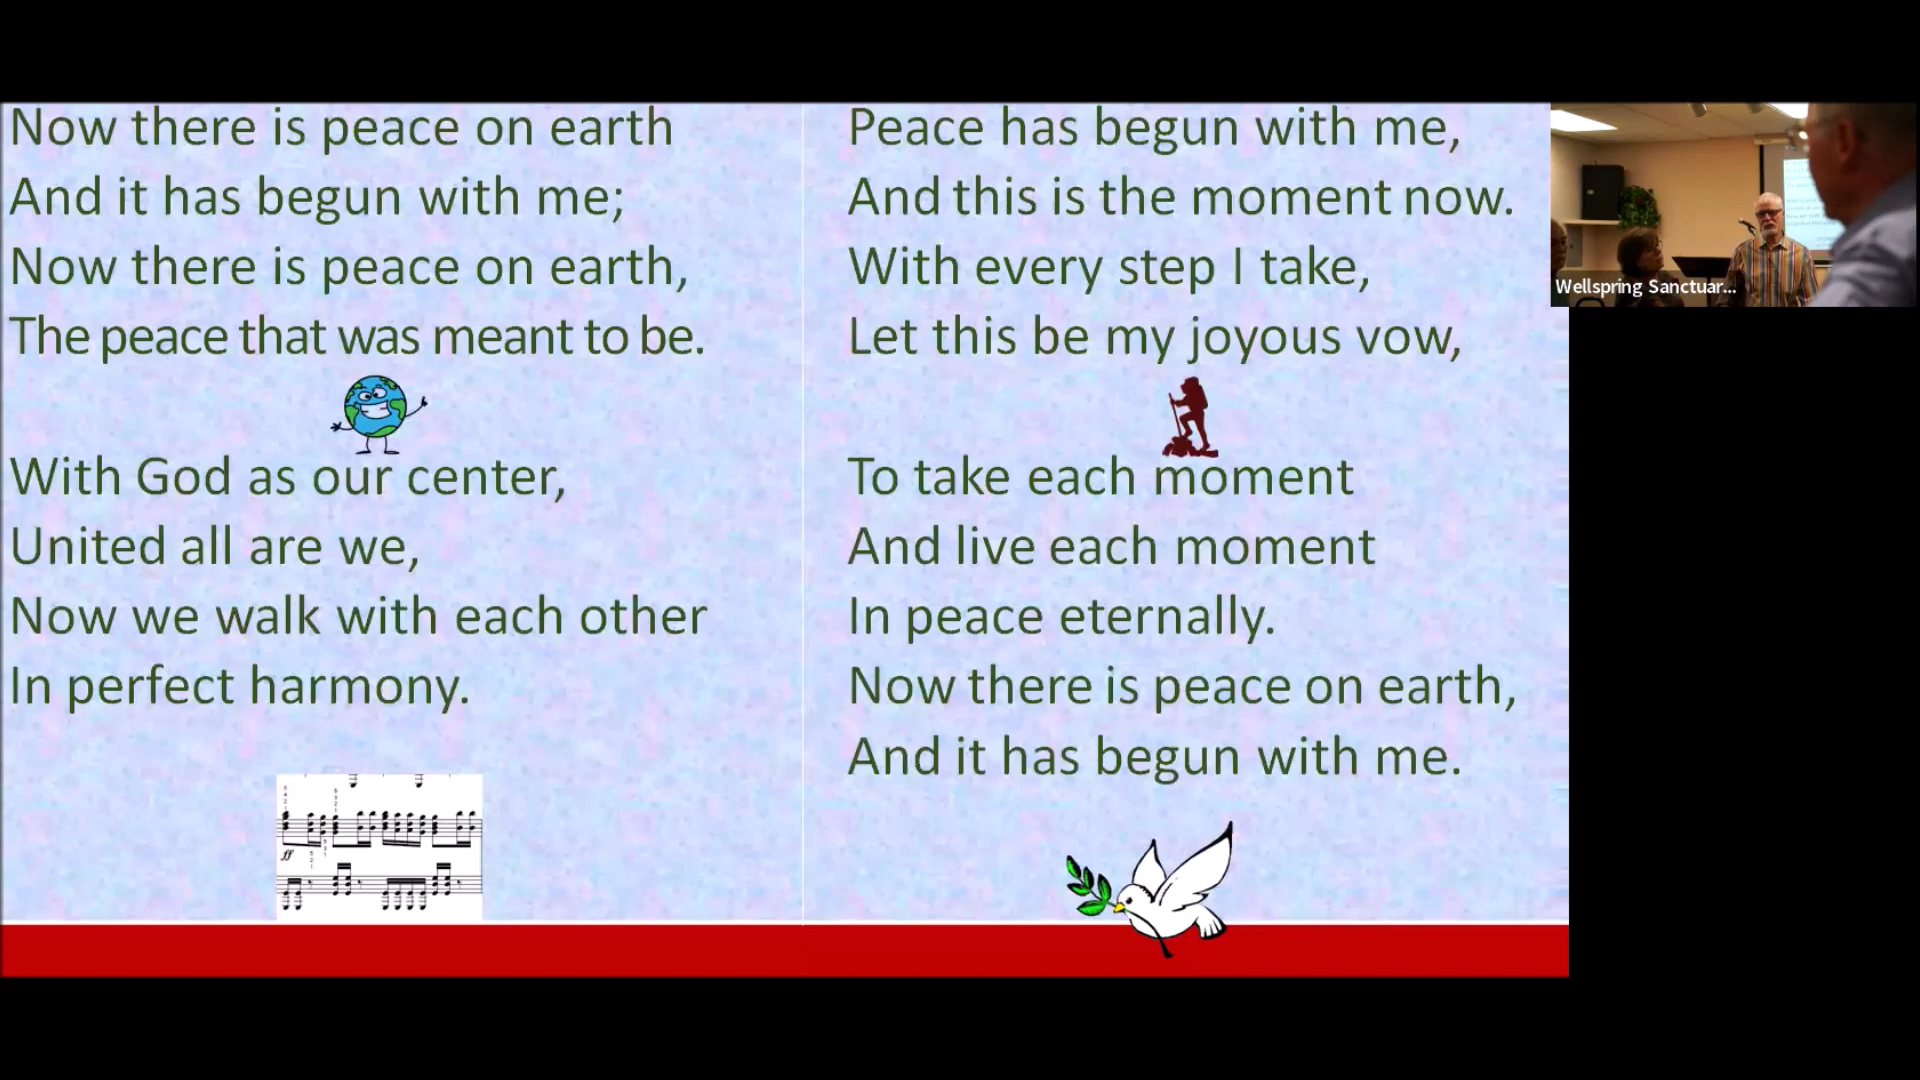 Now there is peace on earth
And it has begun with me;
Now there is peace on earth,
The peace that was meant to be.
With God as our center,
United all are we,
Now we walk with each other
In perfect harmony.
ff
Peace has begun with me,
And this is the moment now.
With every step I take,
Let this be my joyous vow,
To take each moment
And live each moment
In peace eternally.
Now there is peace on earth,
And it has begun with me.
Wellspring Sanctuar...